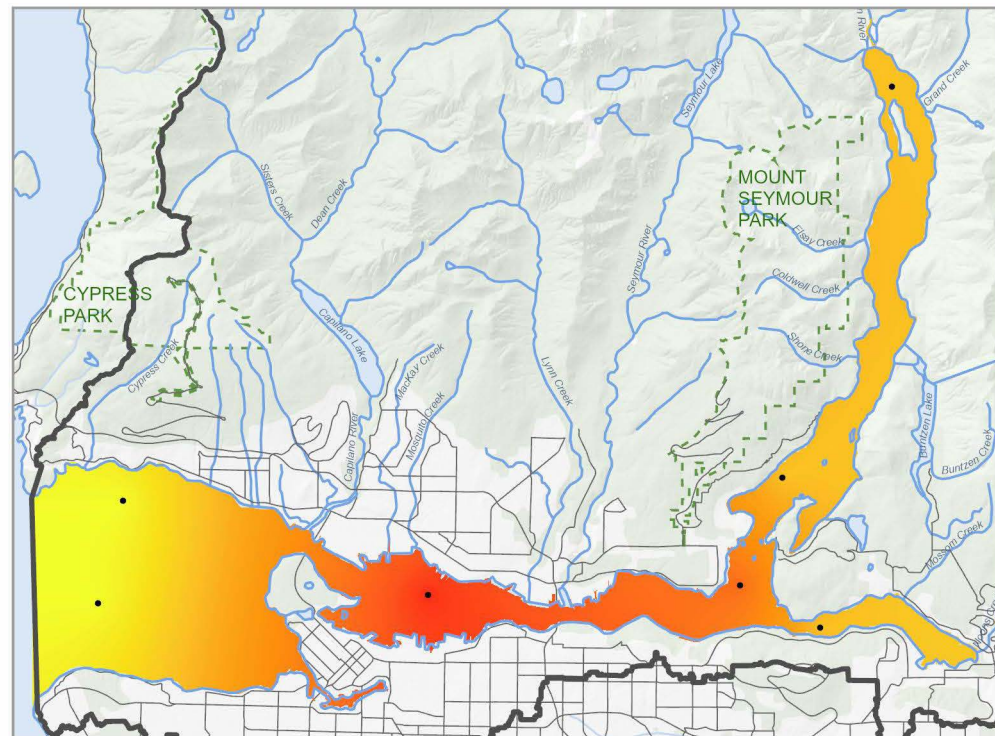 Grand Creek
Seymour Lake
MOUNT
SEYMOUR
PARK
Sisters Creek
Dean Creek
Elsay Creek
Seymour River
Coldwell Creek
CYPRESS
PARK
Capilano Lake
Cypress Creek
MacKay Creek
Mosquito Creek
Lynn Creek
Shone Creek
Buntzen Lake
Buntzen Creek
Capilano River
Mossom Creek
River